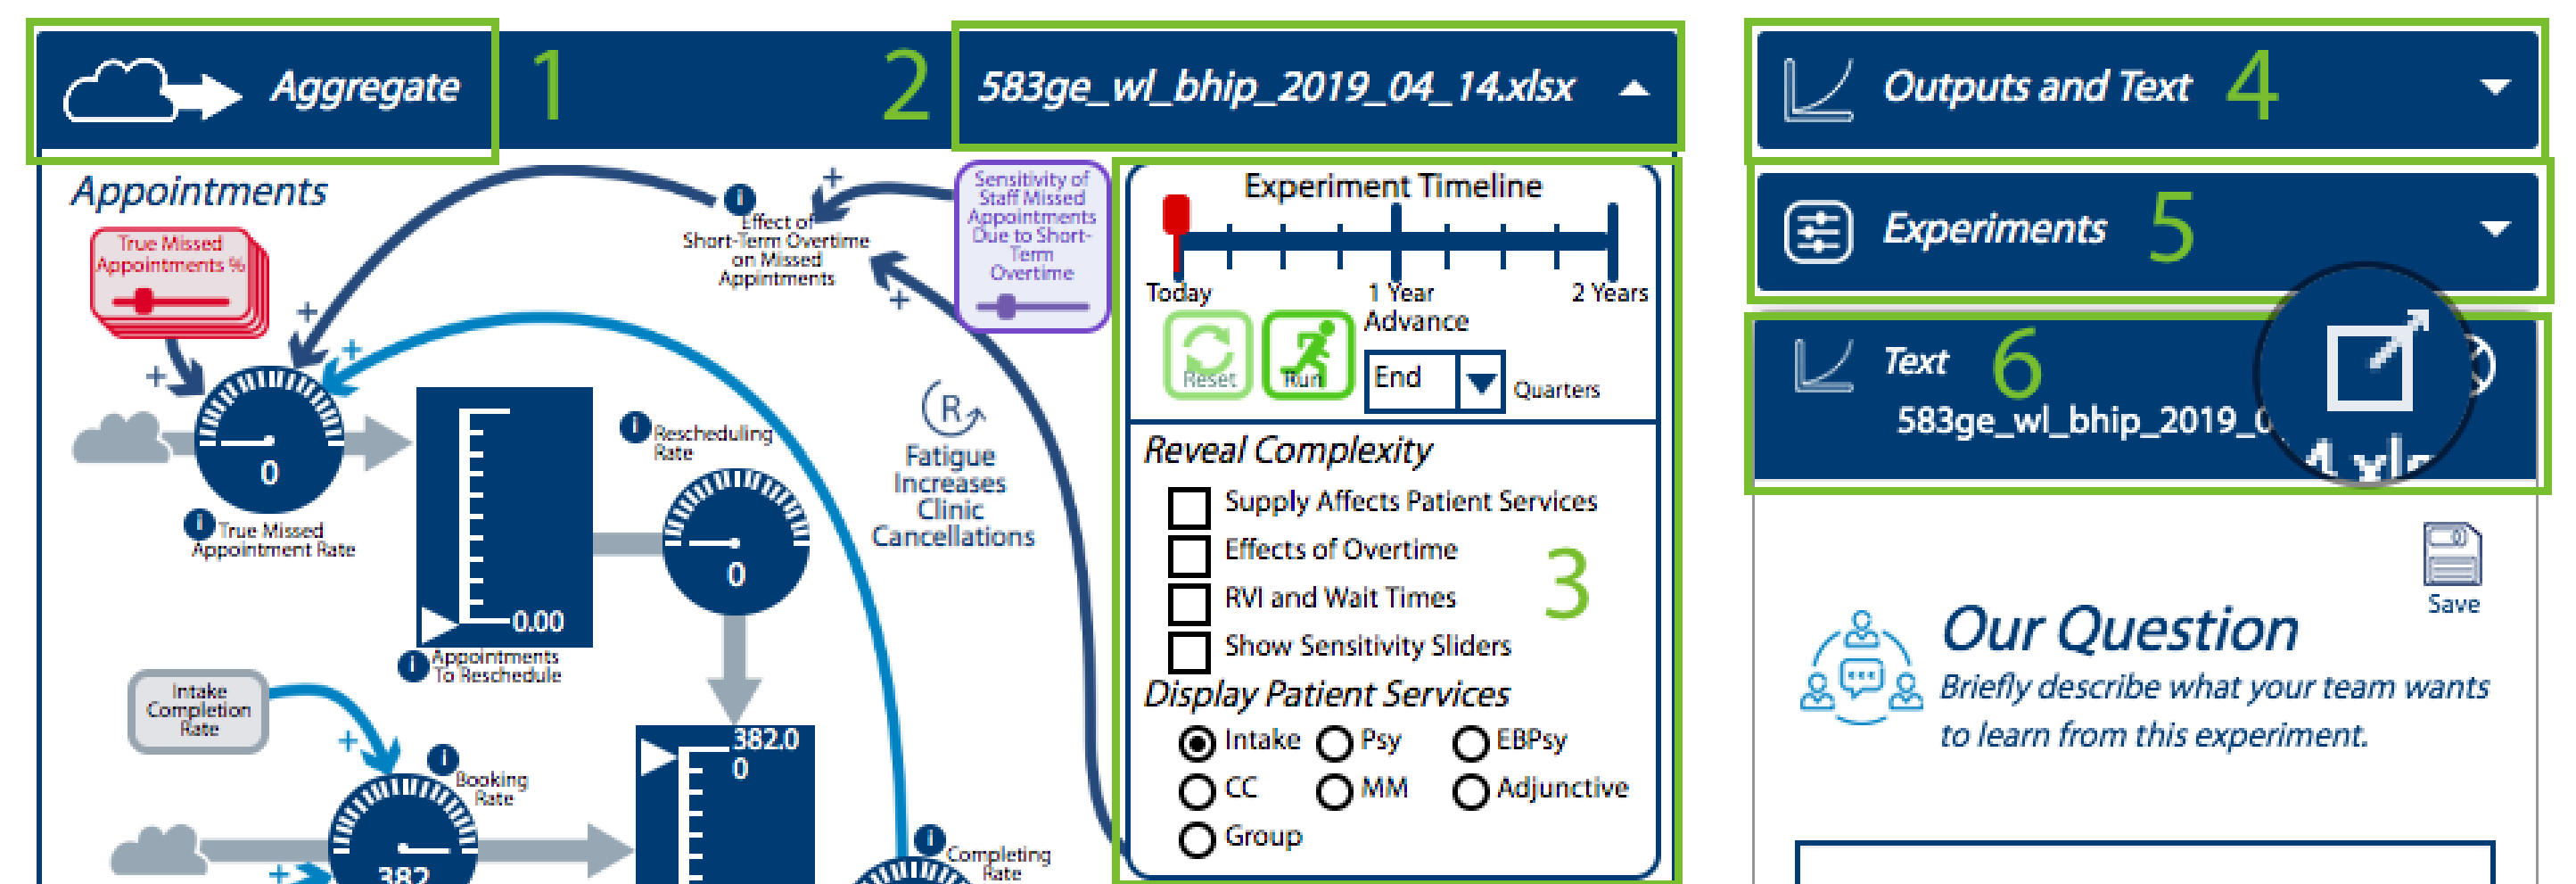 Aggregate
1
2
583ge_wl_bhip_2019_04_14.xlsx
Appointments
True Missed
Appointments %
+
+
+
i
Effect of
Short-Term Overtime
on Missed
Appintments
+
+
Sensitivity of
Staff Missed
Appointments
Due to Short-
Term
Overtime
0
i
True Missed
Appointment Rate
0.00
i
Appointments
To Reschedule
i
Rescheduling
Rate
0
R
Fatigue
Increases
Clinic
Cancellations
Intake
Completion
Rate
+
i
Booking
Rate
382
+
382.0
0
i
Completing
Rate
Experiment Timeline
Today
1 Year
2 Years
Reset
Run
Advance
End
Quarters
Reveal Complexity
Supply Affects Patient Services
Effects of Overtime
RVI and Wait Times
Show Sensitivity Sliders
3
Display Patient Services
Intake
Psy
EBPsy
CC
MM
Adjunctive
Group
Outputs and Text
4
Experiments
5
Text
6
583ge_wl_bhip_2019_0
Save
Our Question
Briefly describe what your team wants
to learn from this experiment.